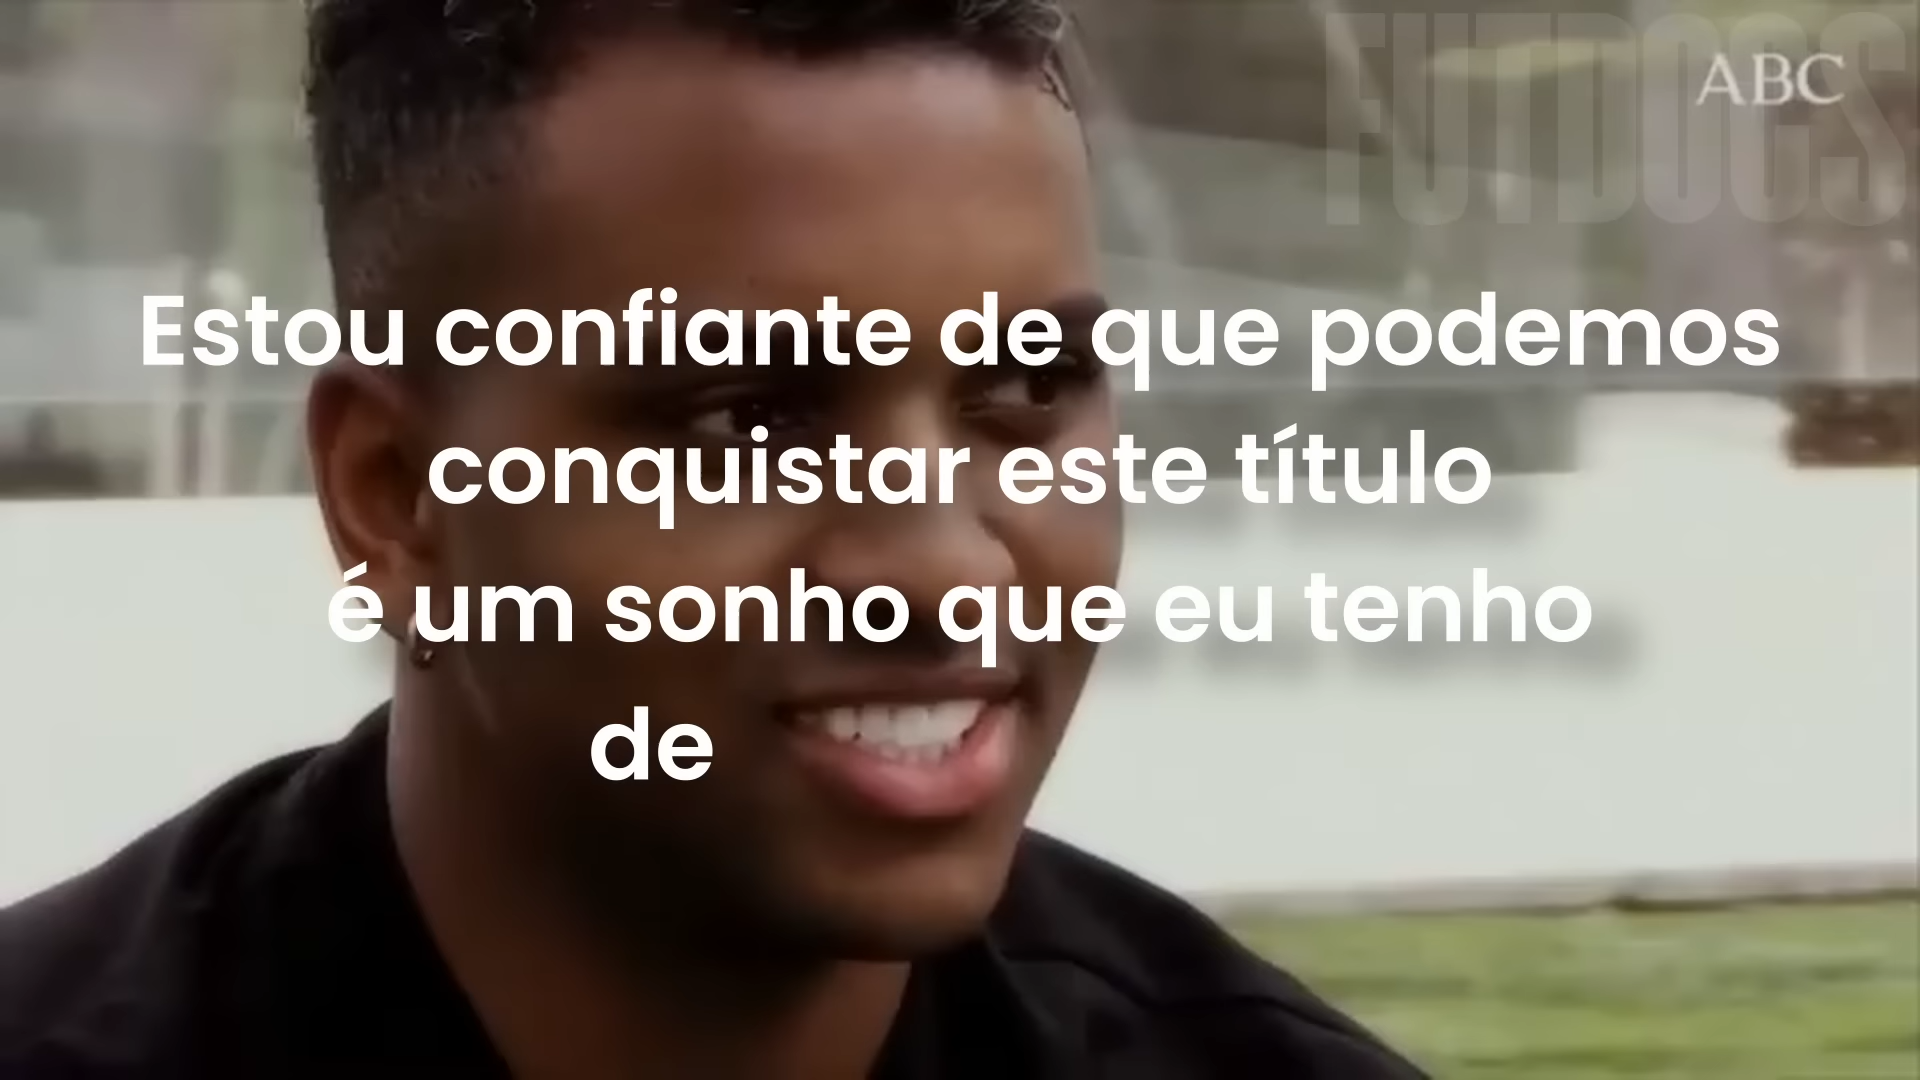 FUTDOCS
ABC
Estou confiante de que podemos
conquistar este título
é um sonho que eu tenho
de